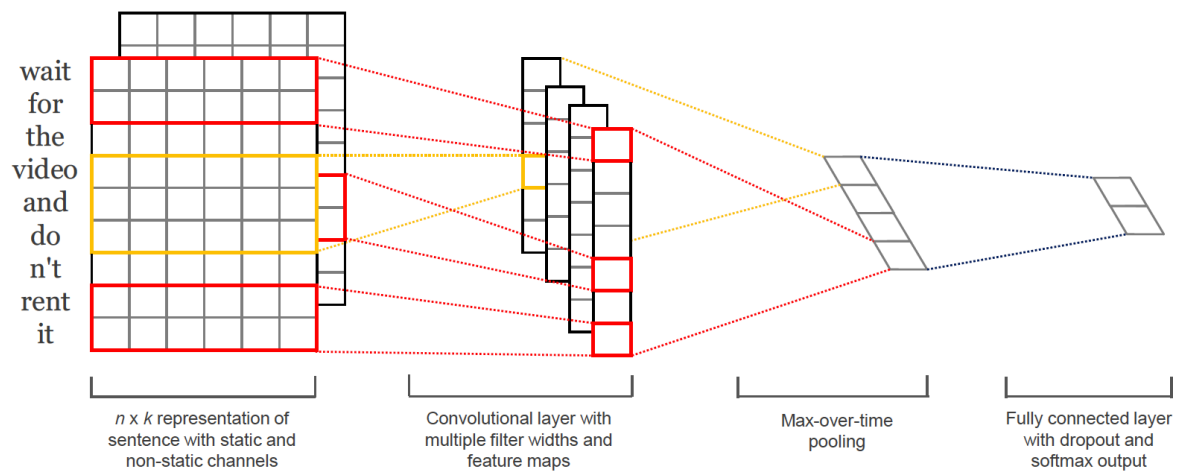 wait
for
the
video
and
do
n't
rent
it
n x k representation of
sentence with static and
non-static channels
Convolutional layer with
multiple filter widths and
feature maps
Max-over-time
pooling
Fully connected layer
with dropout and
softmax output